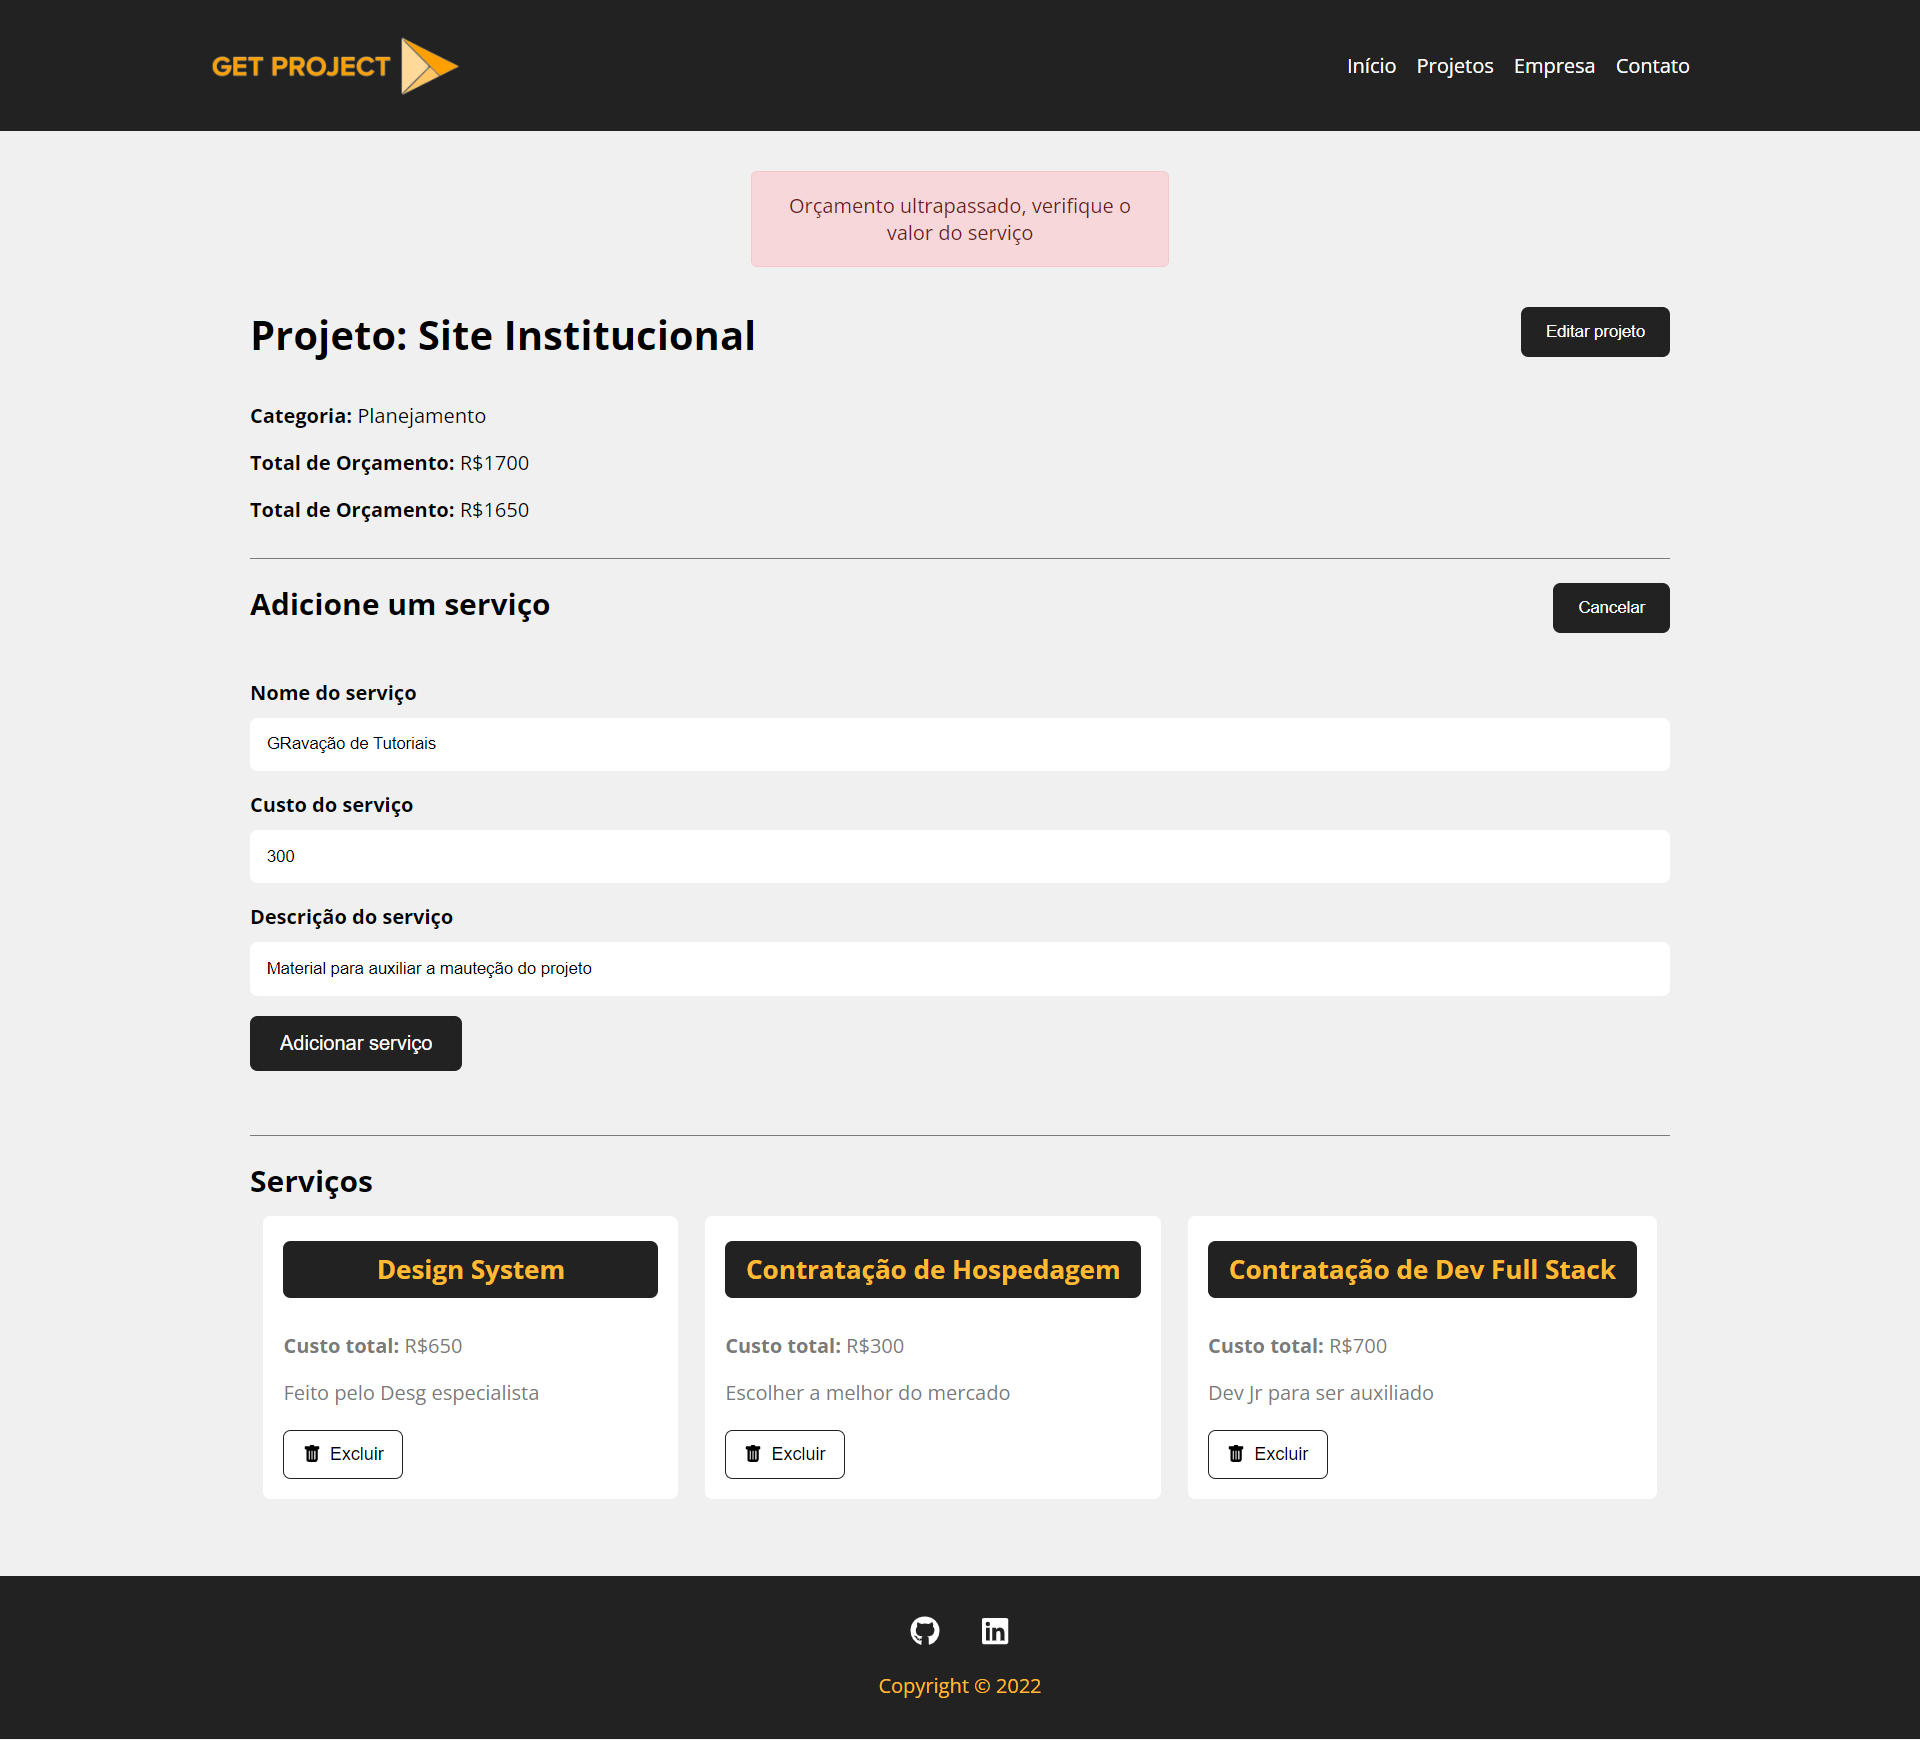 GET PROJECT
Início Projetos Empresa Contato
Orçamento ultrapassado, verifique o
valor do serviço
Projeto: Site Institucional
Editar projeto
Categoria: Planejamento
Total de Orçamento: R$1700
Total de Orçamento: R$1650
Adicione um serviço
Cancelar
Nome do serviço
GRavação de Tutoriais
Custo do serviço
300
Descrição do serviço
Material para auxiliar a mauteção do projeto
Adicionar serviço
Serviços
Design System
Custo total: R$650
Feito pelo Desg especialista
Excluir
Contratação de Hospedagem
Custo total: R$300
Escolher a melhor do mercado
Excluir
Contratação de Dev Full Stack
Custo total: R$700
Dev Jr para ser auxiliado
Excluir
Copyright © 2022